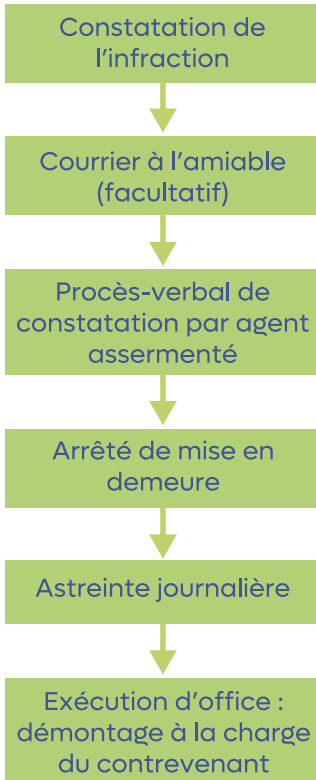 Constatation de
l'infraction
Courrier à l'amiable
(facultatif)
Procès-verbal de
constatation par agent
assermenté
Arrêté de mise en
demeure
Astreinte journalière
Exécution d'office :
démontage à la charge
du contrevenant